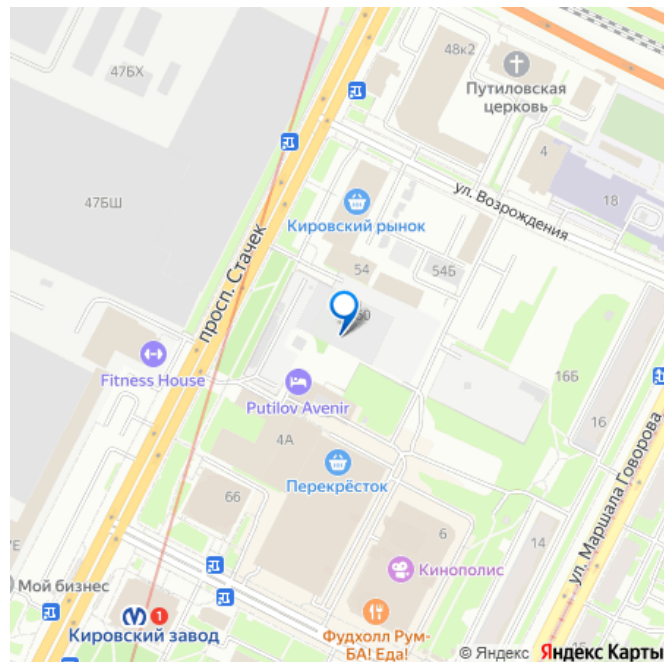 47БХ
48к2
Путиловская
церковь
4
18
ул. Возрождения
47БШ
Кировский рынок
54
54Б
просп. Стачек
Fitness House
Putilov Avenir
16Б
16
4А
Перекрёсток
66
6
14
ул. Маршала Говорова
Кинополис
Мой бизнес
1
Кировский завод
Фудхолл Рум-
БА! Еда!
© Яндекс Яндекс Карты